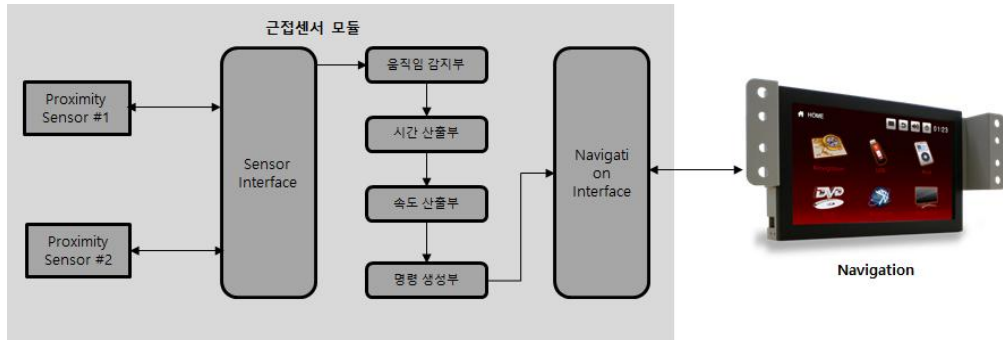 근접센서 모듈
Proximity
Sensor #1
Proximity
Sensor #2
Sensor
Interface
움직임 감지부
시간 산출부
속도 산출부
명령 생성부
Navigati
on
Interface
HOME
01:23
DVD
Navigation